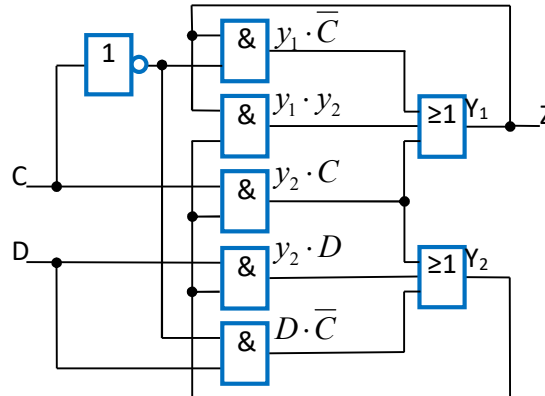 & y₁·C̅
1
& y₁·y₂
≥1 Y₁
Z
C
& y₂·C
D
& y₂·D
≥1 Y₂
& D·C̅